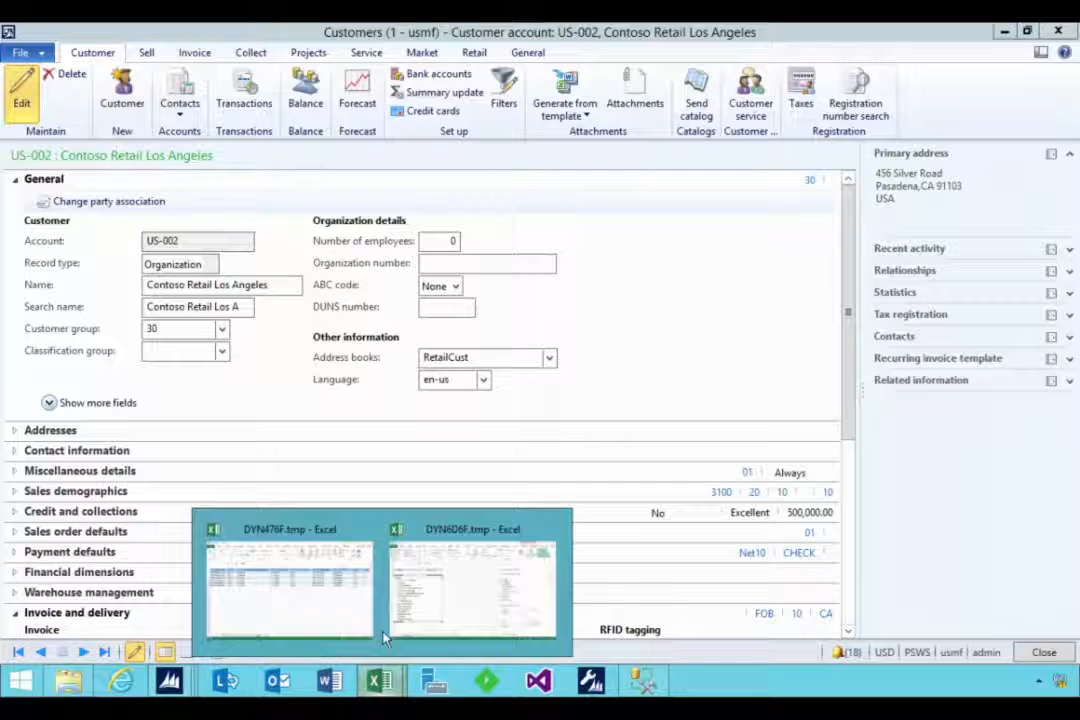 Customers (1 - usmf) - Customer account: US-002, Contoso Retail Los Angeles
File Customer Sell Invoice Collect Projects Service Market Retail General
Edit
Delete
Maintain
Customer
New
Contacts
Accounts
Transactions
Transactions
Balance
Balance
Forecast
Forecast
Bank accounts
Summary update
Credit cards
Filters
Set up
Generate from
template
Attachments
Attachments
Send
catalog
Catalogs
Customer
service
Customer ...
Taxes
Registration
number search
Registration
US-002 : Contoso Retail Los Angeles
General 30
Change party association
Customer
Account: US-002
Record type: Organization
Name: Contoso Retail Los Angeles
Search name: Contoso Retail Los A
Customer group: 30
Classification group:
Organization details
Number of employees: 0
Organization number:
ABC code: None
DUNS number:
Other information
Address books: RetailCust
Language: en-us
Show more fields
Addresses
Contact information
Miscellaneous details 01 Always
Sales demographics 3100 20 10 10
Credit and collections No Excellent 500,000.00
Sales order defaults 01
Payment defaults Net10 CHECK
Financial dimensions
Warehouse management
Invoice and delivery FOB 10 CA
Invoice RFID tagging
DYN476F.tmp - Excel DYN6D6F.tmp - Excel
Primary address
456 Silver Road
Pasadena,CA 91103
USA
Recent activity
Relationships
Statistics
Tax registration
Contacts
Recurring invoice template
Related information
(18) USD PSWS usmf admin Close